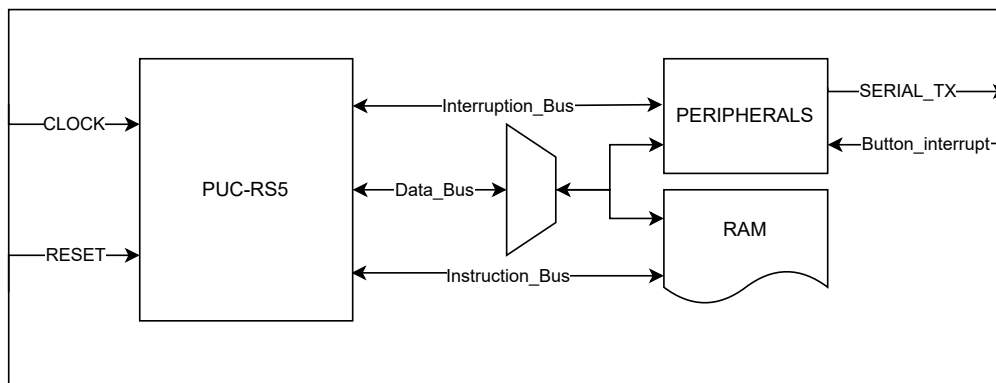 CLOCK
RESET
PUC-RS5
Interruption_Bus
Data_Bus
Instruction_Bus
PERIPHERALS
RAM
SERIAL_TX
Button_interrupt